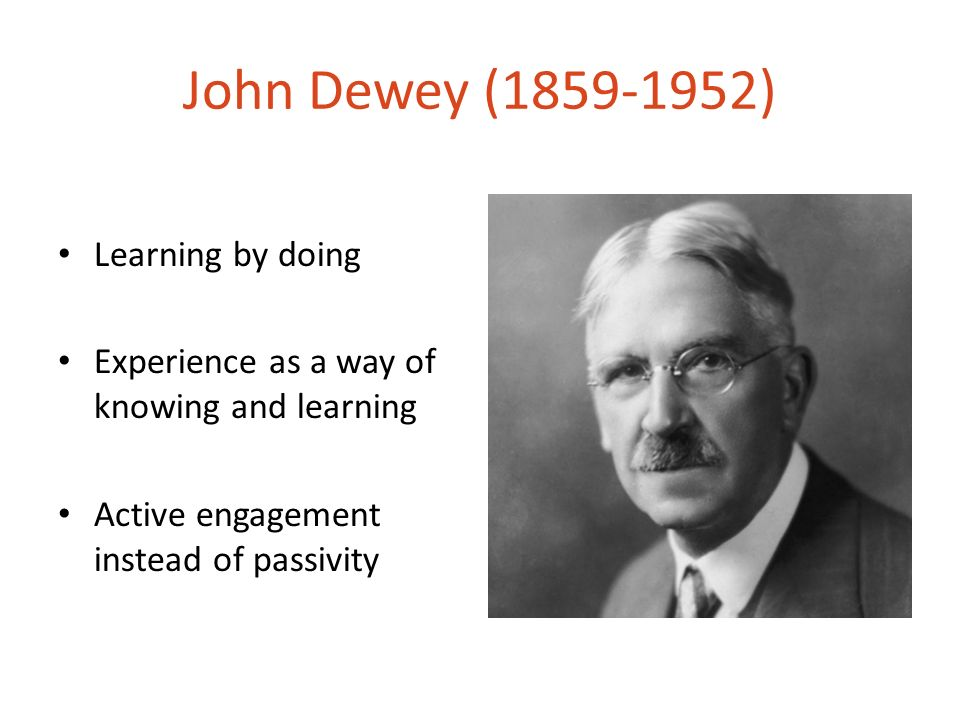 John Dewey (1859-1952)
• Learning by doing
• Experience as a way of
knowing and learning
• Active engagement
instead of passivity